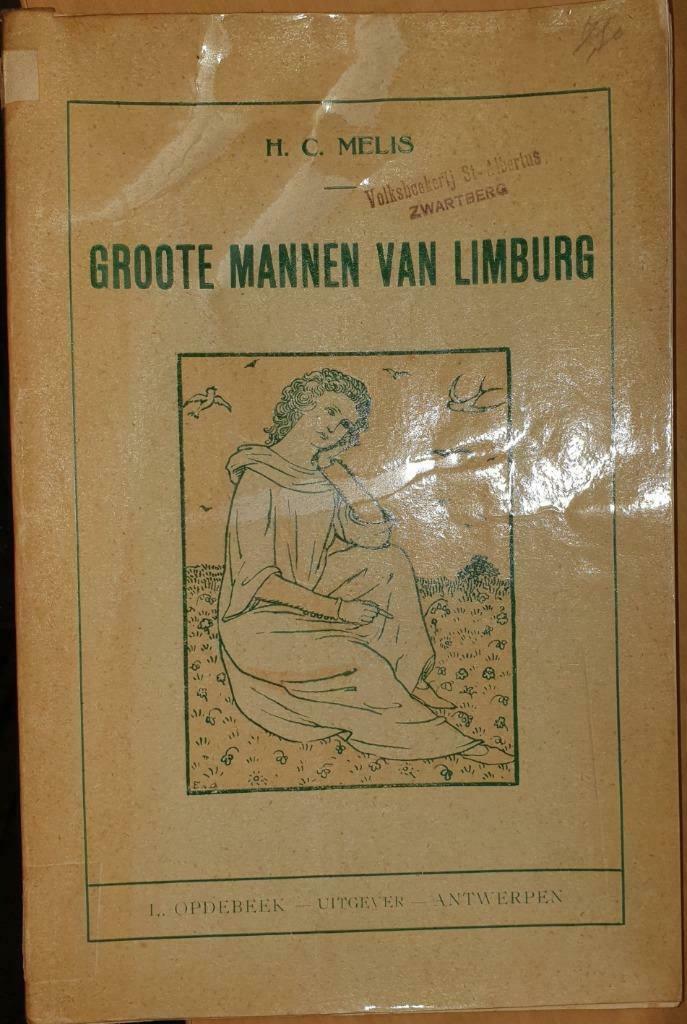 H. C. MELIS
Volksboekerij St-Albertus
ZWARTBERG
GROOTE MANNEN VAN LIMBURG
L. OPDEBEEK — UITGEVER — ANTWERPEN